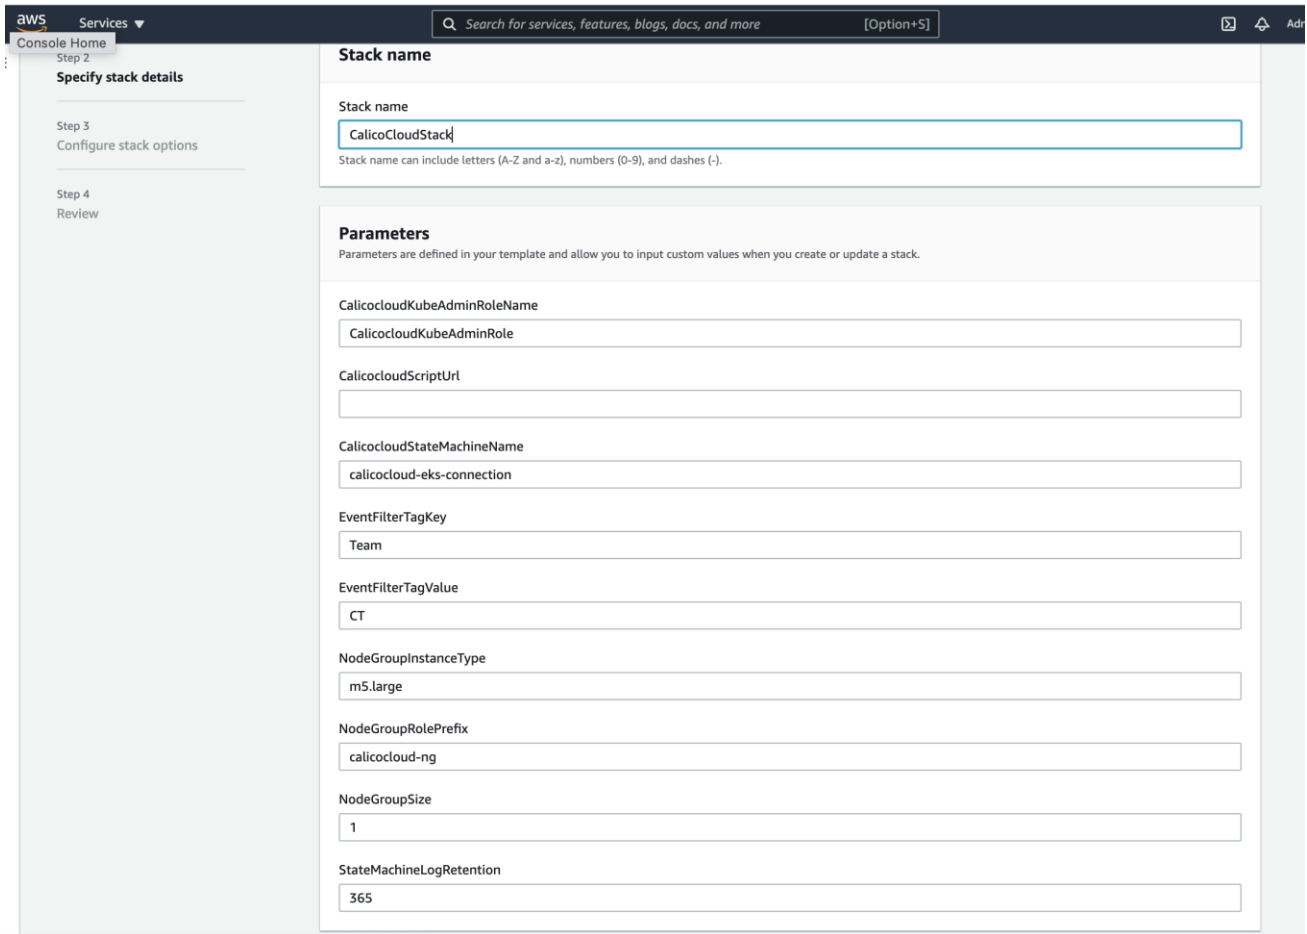 aws
Services ▼
Search for services, features, blogs, docs, and more
[Option+S]
Console Home
Step 2
Specify stack details
Step 3
Configure stack options
Step 4
Review
Stack name
Stack name
CalicoCloudStack
Stack name can include letters (A-Z and a-z), numbers (0-9), and dashes (-).
Parameters
Parameters are defined in your template and allow you to input custom values when you create or update a stack.
CalicocloudKubeAdminRoleName
CalicocloudKubeAdminRole
CalicocloudScriptUrl
CalicocloudStateMachineName
calicocloud-eks-connection
EventFilterTagKey
Team
EventFilterTagValue
CT
NodeGroupInstanceType
m5.large
NodeGroupRolePrefix
calicocloud-ng
NodeGroupSize
1
StateMachineLogRetention
365